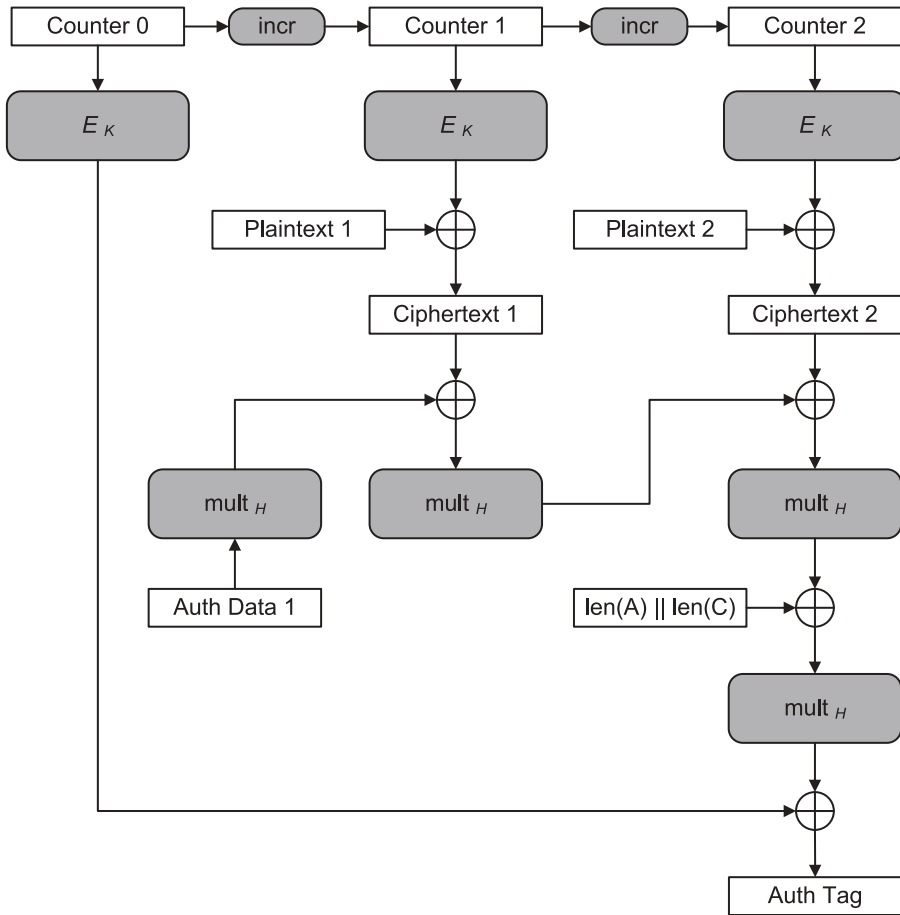 Counter 0
incr
Counter 1
incr
Counter 2
E K
E K
E K
Plaintext 1
Plaintext 2
Ciphertext 1
Ciphertext 2
mult H
mult H
mult H
Auth Data 1
len(A) || len(C)
mult H
Auth Tag